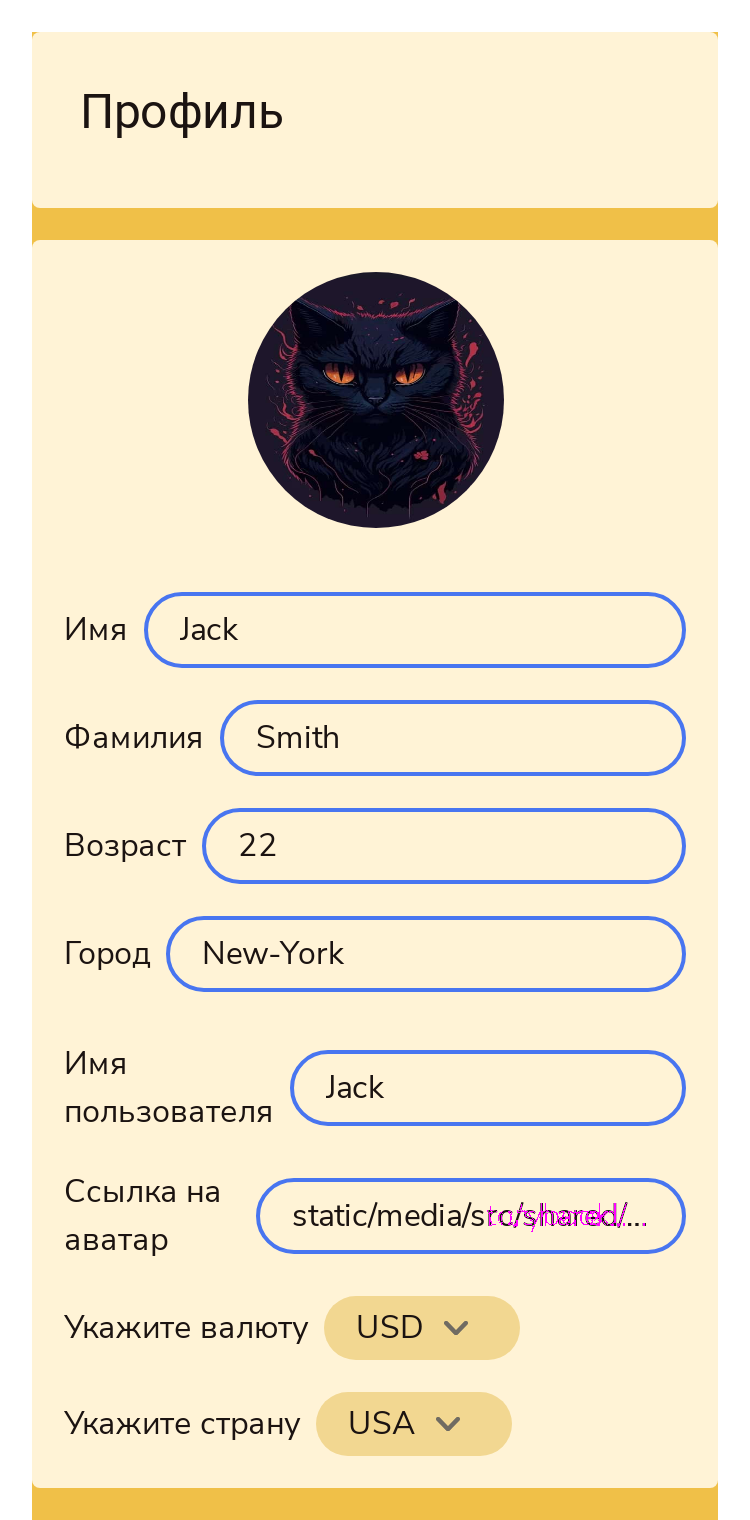 Профиль
Имя Jack
Фамилия Smith
Возраст 22
Город New-York
Имя
пользователя Jack
Ссылка на
аватар static/media/src/shared/...
Укажите валюту USD
Укажите страну USA